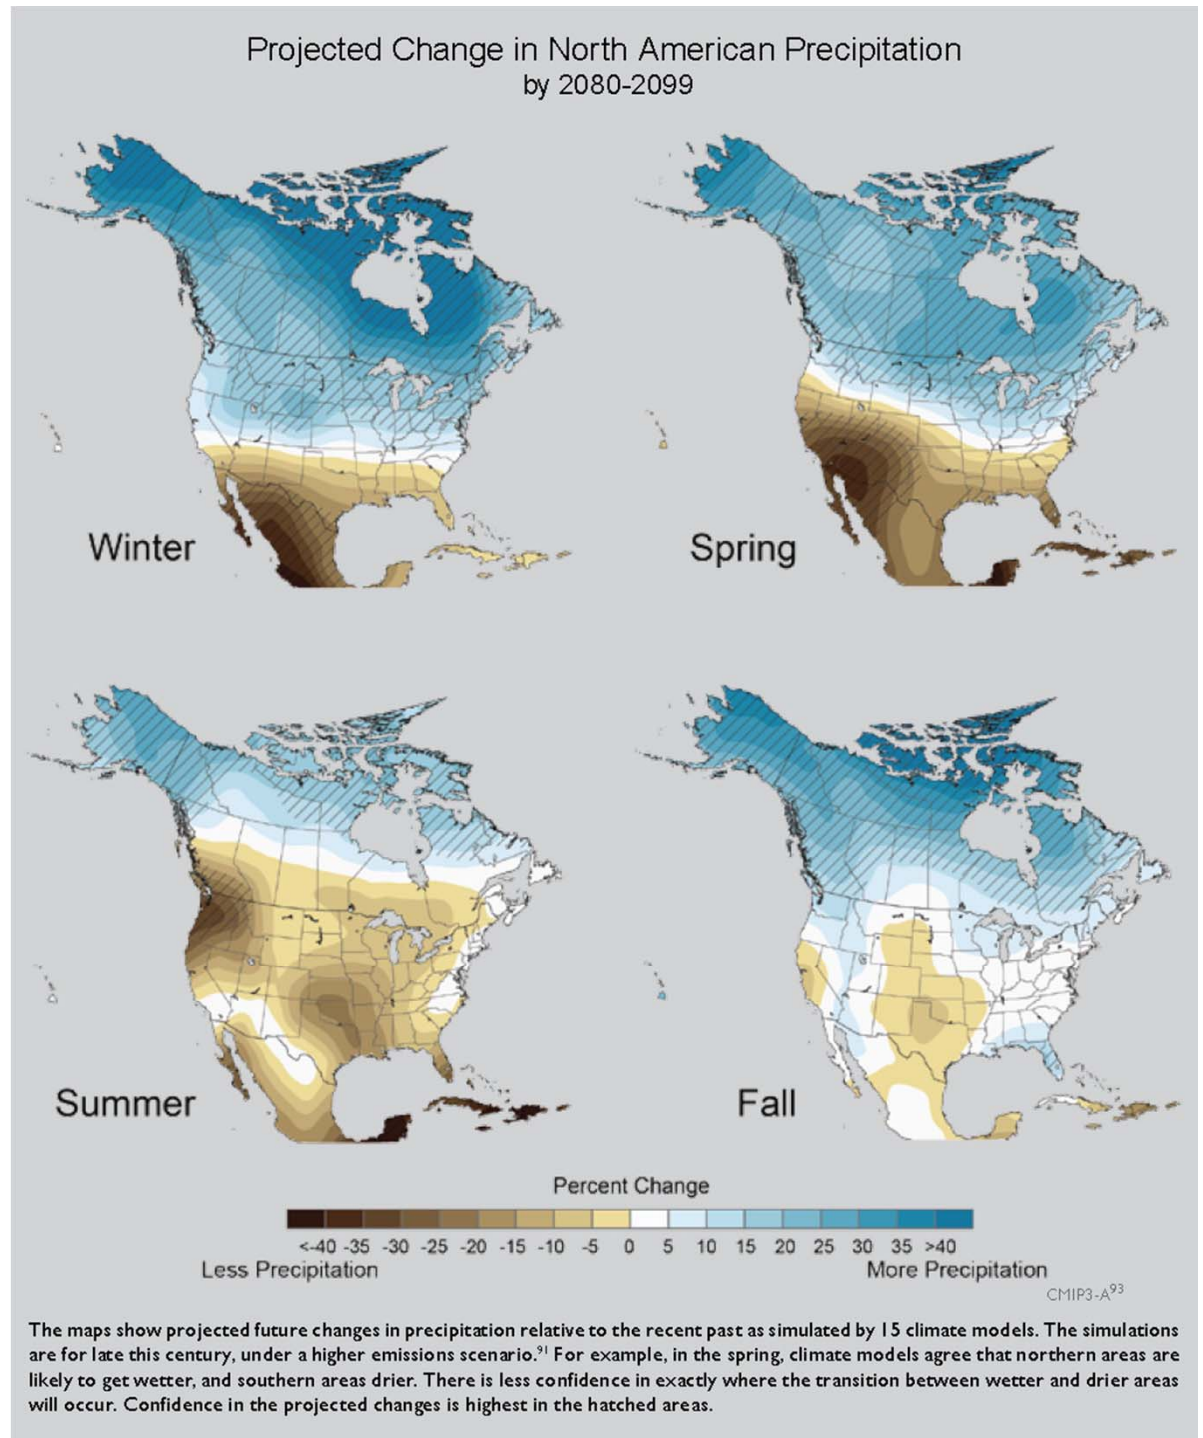 Projected Change in North American Precipitation
by 2080-2099
Winter
Spring
Summer
Fall
Percent Change
<-40 -35 -30 -25 -20 -15 -10 -5 0 5 10 15 20 25 30 35 >40
Less Precipitation
More Precipitation
CMIP3-A93
The maps show projected future changes in precipitation relative to the recent past as simulated by 15 climate models. The simulations
are for late this century, under a higher emissions scenario.91 For example, in the spring, climate models agree that northern areas are
likely to get wetter, and southern areas drier. There is less confidence in exactly where the transition between wetter and drier areas
will occur. Confidence in the projected changes is highest in the hatched areas.